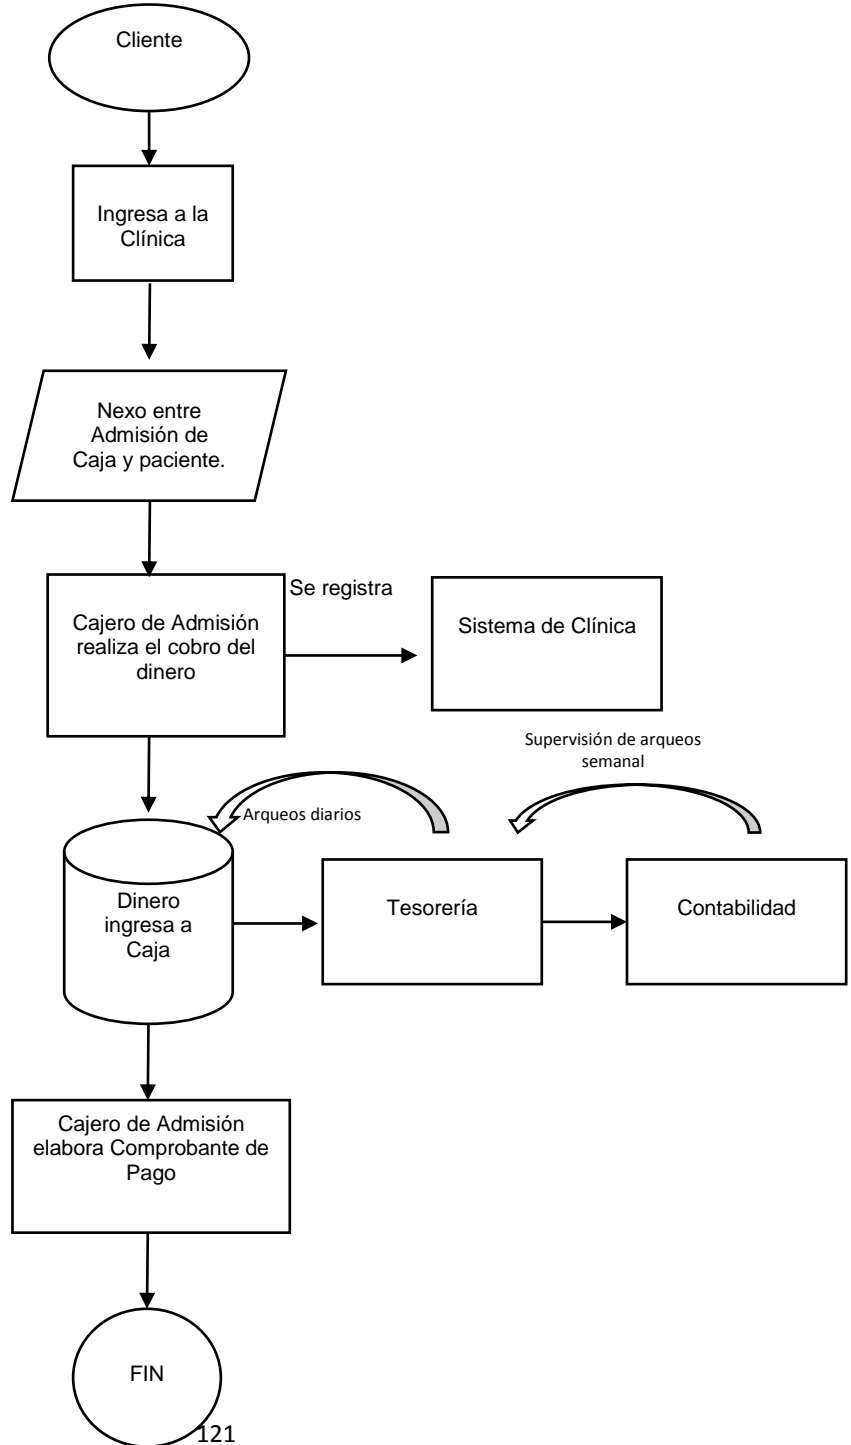 Cliente
Ingresa a la
Clínica
Nexo entre
Admisión de
Caja y paciente.
Cajero de Admisión
realiza el cobro del
dinero
Se registra
Sistema de Clínica
Supervisión de arqueos
semanal
Arqueos diarios
Dinero
ingresa a
Caja
Tesorería
Contabilidad
Cajero de Admisión
elabora Comprobante de
Pago
FIN
121